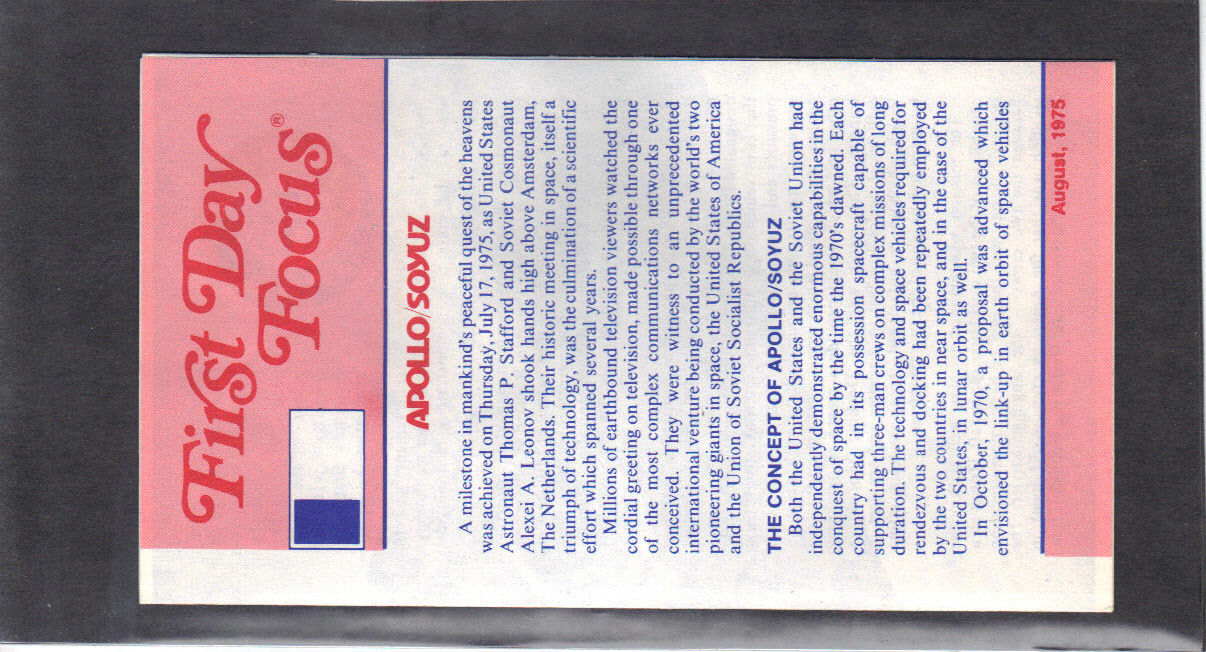 First Day
Focus®
APOLLO/SOYUZ
A milestone in mankind's peaceful quest of the heavens
was achieved on Thursday, July 17, 1975, as United States
Astronaut Thomas P. Stafford and Soviet Cosmonaut
Alexei A. Leonov shook hands high above Amsterdam,
The Netherlands. Their historic meeting in space, itself a
triumph of technology, was the culmination of a scientific
effort which spanned several years.
Millions of earthbound television viewers watched the
cordial greeting on television, made possible through one
of the most complex communications networks ever
conceived. They were witness to an unprecedented
international venture being conducted by the world's two
pioneering giants in space, the United States of America
and the Union of Soviet Socialist Republics.
THE CONCEPT OF APOLLO/SOYUZ
Both the United States and the Soviet Union had
independently demonstrated enormous capabilities in the
conquest of space by the time the 1970's dawned. Each
country had in its possession spacecraft capable of
supporting three-man crews on complex missions of long
duration. The technology and space vehicles required for
rendezvous and docking had been repeatedly employed
by the two countries in near space, and in the case of the
United States, in lunar orbit as well.
In October, 1970, a proposal was advanced which
envisioned the link-up in earth orbit of space vehicles
August, 1975